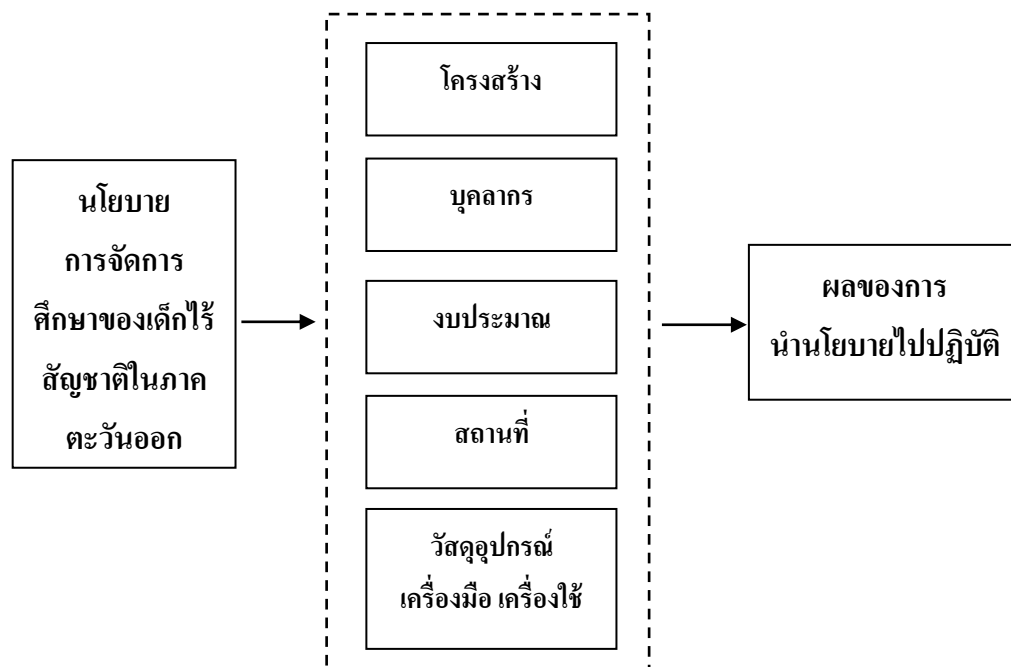 นโยบาย
การจัดการ
ศึกษาของเด็กไร้
สัญชาติในภาค
ตะวันออก
โครงสร้าง
บุคลากร
งบประมาณ
สถานที่
วัสดุอุปกรณ์
เครื่องมือ เครื่องใช้
ผลของการ
นำนโยบายไปปฏิบัติ